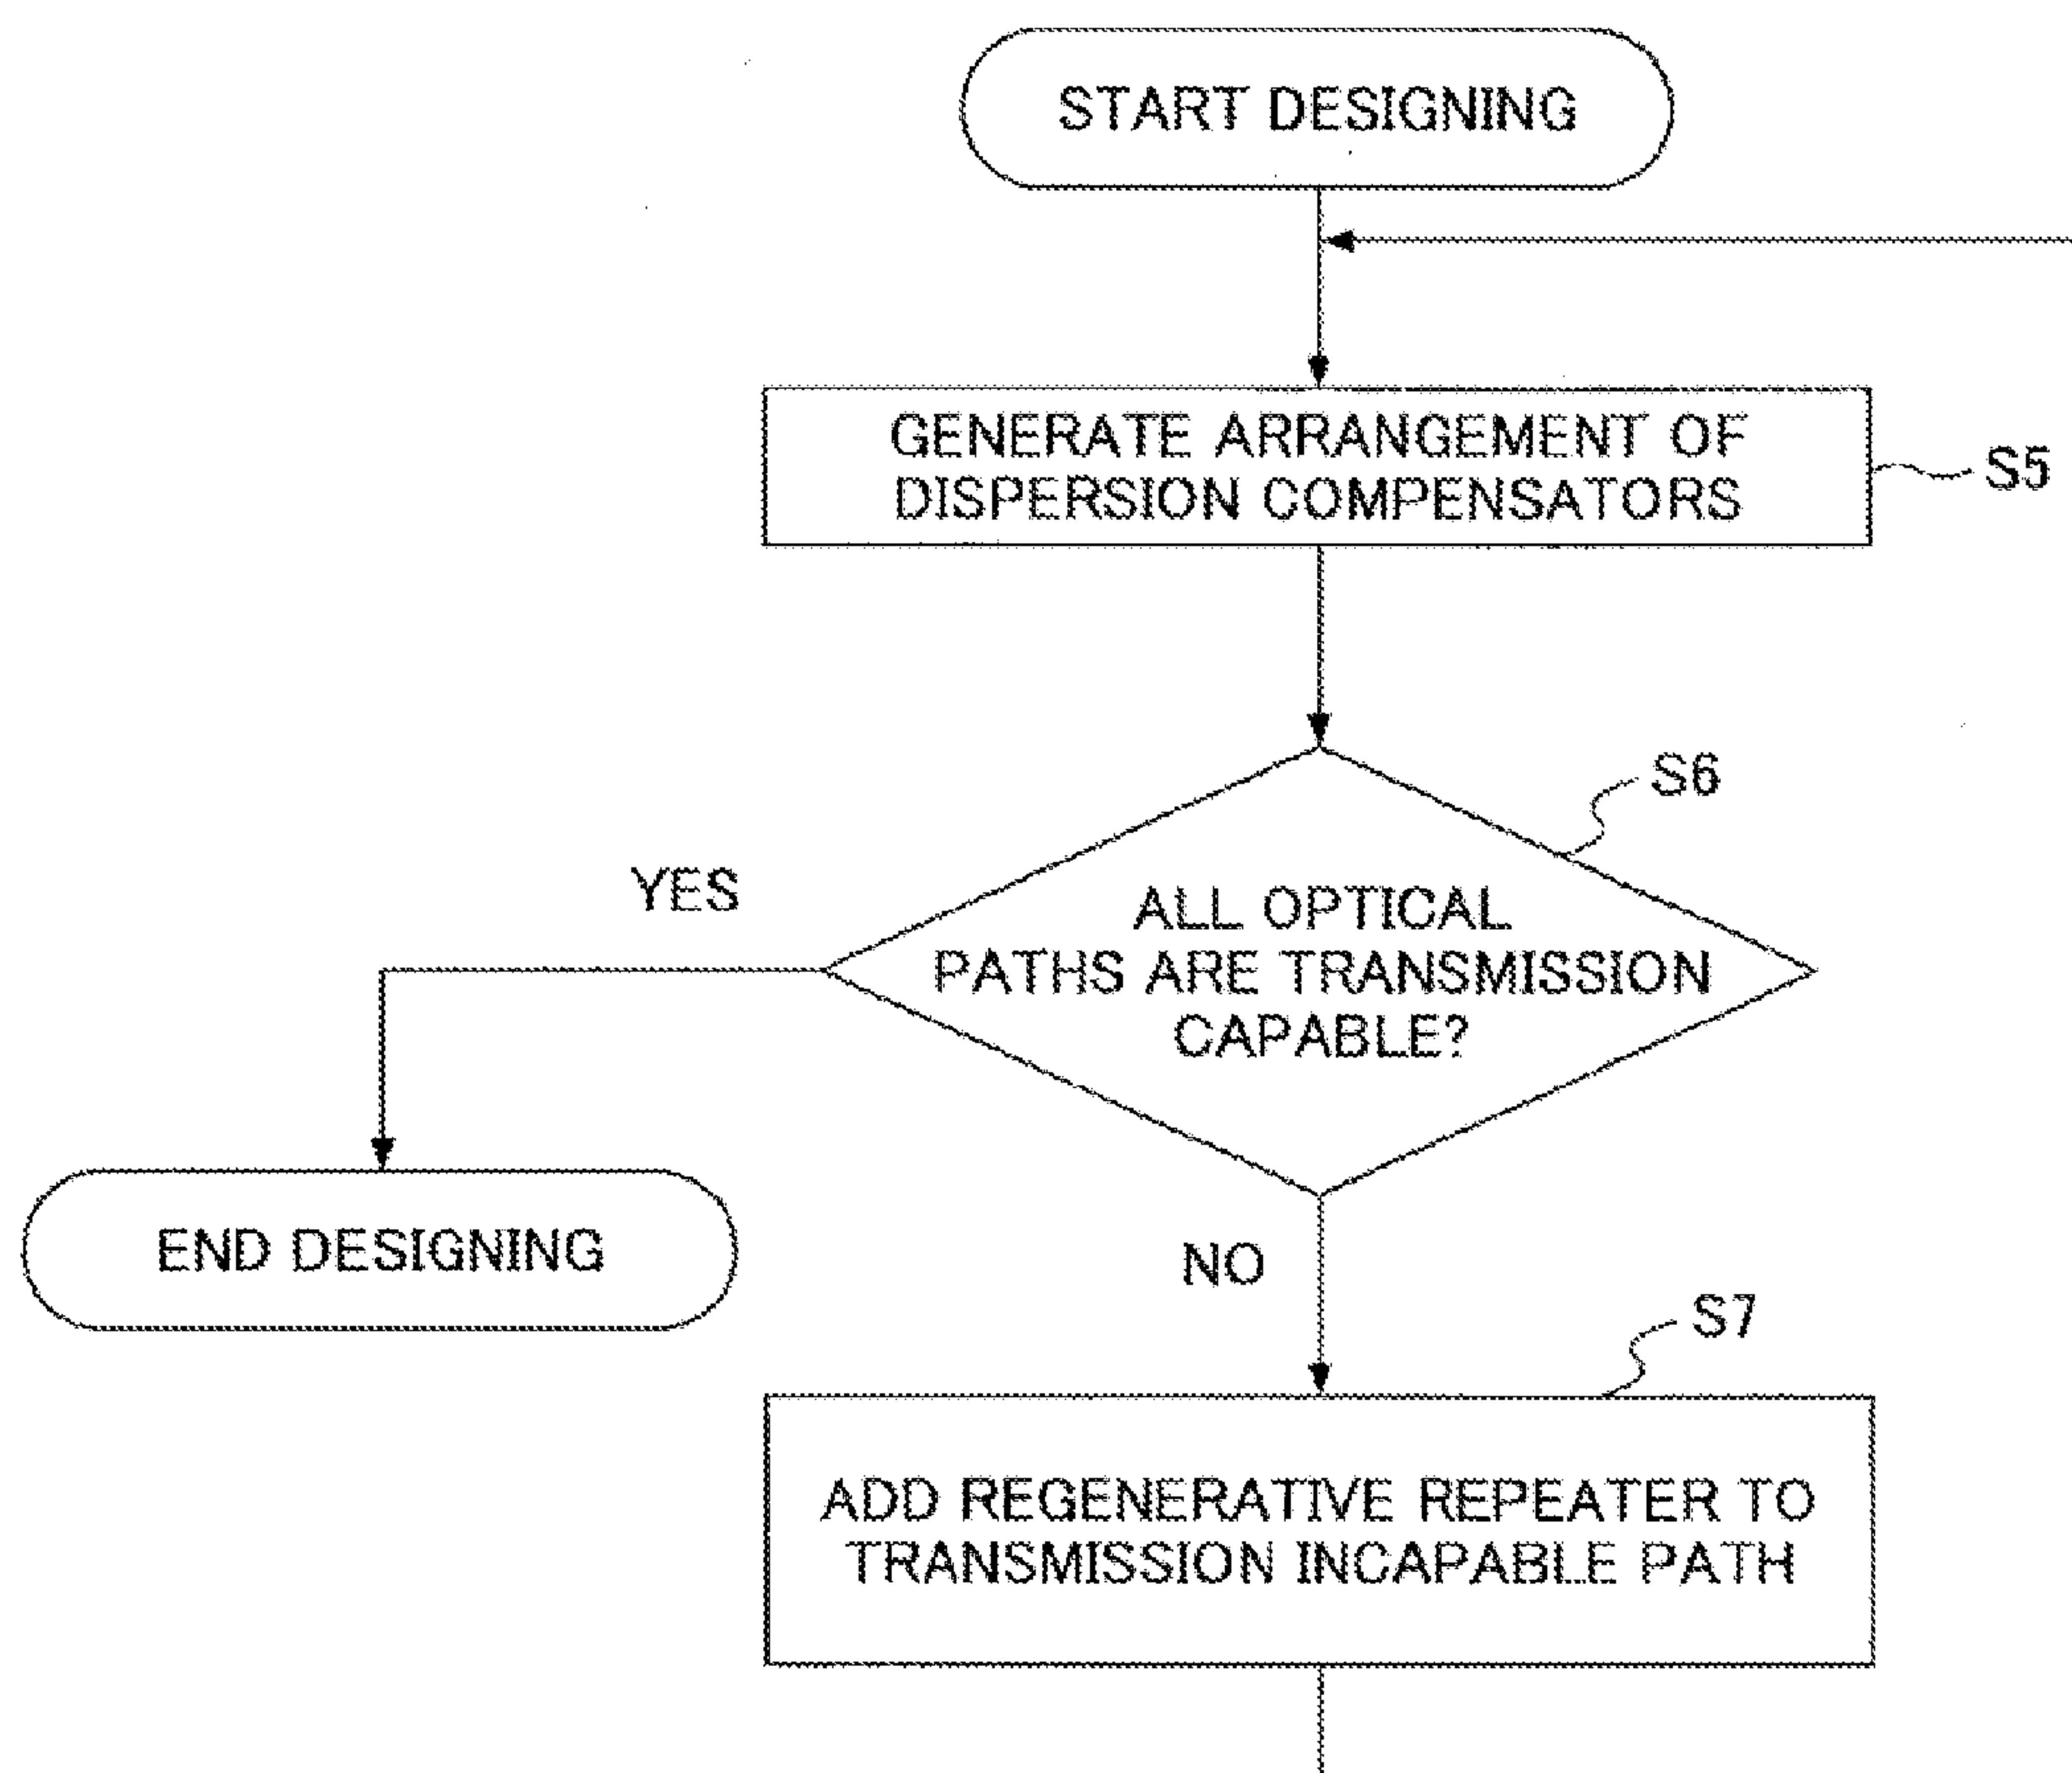 START DESIGNING
GENERATE ARRANGEMENT OF
DISPERSION COMPENSATORS
S5
S6
YES
ALL OPTICAL
PATHS ARE TRANSMISSION
CAPABLE?
END DESIGNING
NO
S7
ADD REGENERATIVE REPEATER TO
TRANSMISSION INCAPABLE PATH